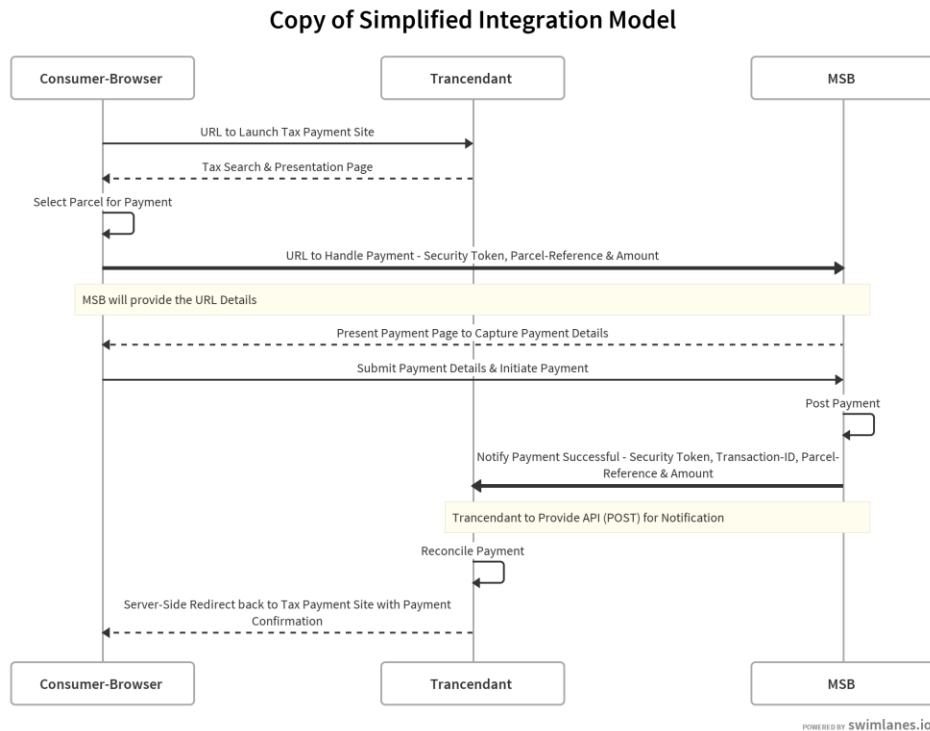 Copy of Simplified Integration Model
Consumer-Browser
Trancendant
MSB
URL to Launch Tax Payment Site
Tax Search & Presentation Page
Select Parcel for Payment
URL to Handle Payment - Security Token, Parcel-Reference & Amount
MSB will provide the URL Details
Present Payment Page to Capture Payment Details
Submit Payment Details & Initiate Payment
Post Payment
Notify Payment Successful - Security Token, Transaction-ID, Parcel-
Reference & Amount
Trancendant to Provide API (POST) for Notification
Reconcile Payment
Server-Side Redirect back to Tax Payment Site with Payment
Confirmation
Consumer-Browser
Trancendant
MSB
POWERED BY swimlanes.io